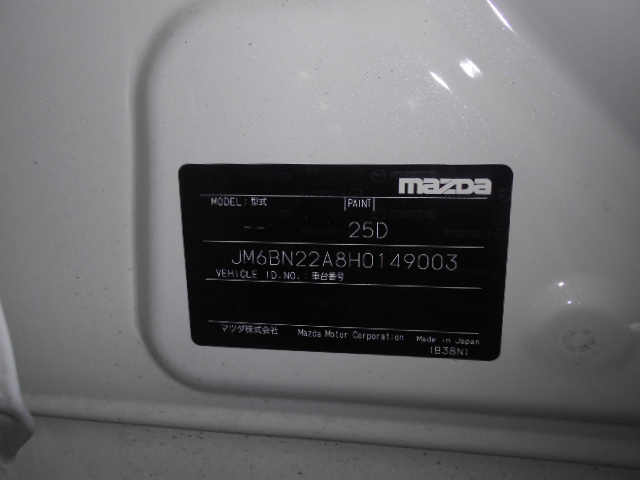 mazda
MODEL：型式 PAINT
-- 25D
JM6BN22A8H0149003
VEHICLE ID.NO.：車台番号
マツダ株式会社 Mazda Motor Corporation Made in Japan
(B38N)